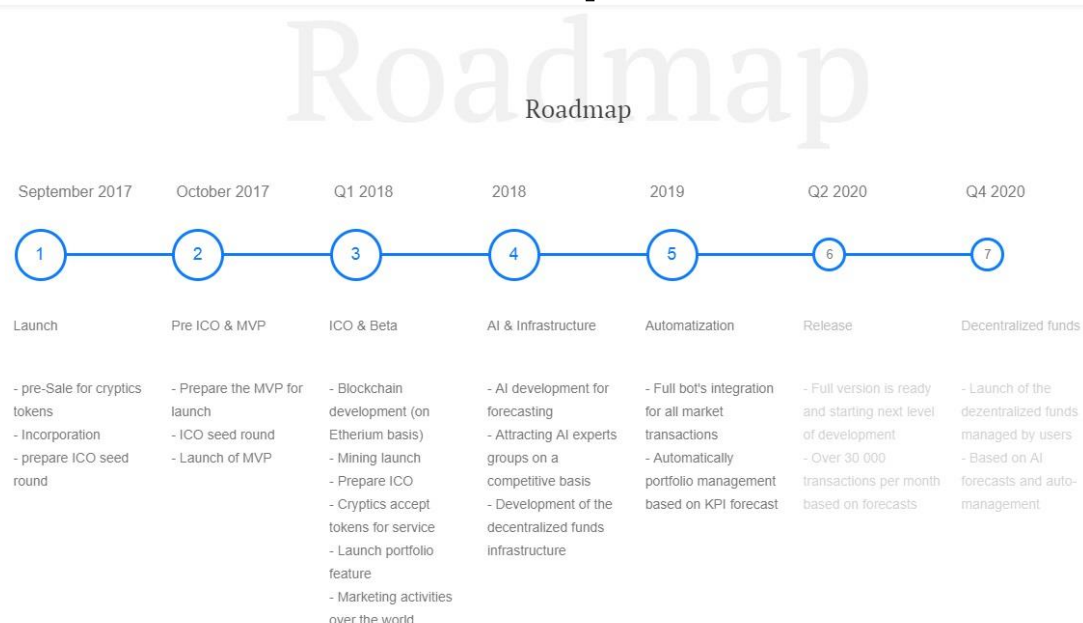 Roadmap
Roadmap
September 2017
October 2017
Q1 2018
2018
2019
Q2 2020
Q4 2020
1
2
3
4
5
6
7
Launch
Pre ICO & MVP
ICO & Beta
AI & Infrastructure
Automatization
Release
Decentralized funds
- pre-Sale for cryptics
tokens
- Incorporation
- prepare ICO seed
round
- Prepare the MVP for
launch
- ICO seed round
- Launch of MVP
- Blockchain
development (on
Etherium basis)
- Mining launch
- Prepare ICO
- Cryptics accept
tokens for service
- Launch portfolio
feature
- Marketing activities
over the world
- AI development for
forecasting
- Attracting AI experts
groups on a
competitive basis
- Development of the
decentralized funds
infrastructure
- Full bot's integration
for all market
transactions
- Automatically
portfolio management
based on KPI forecast
- Full version is ready
and starting next level
of development
- Over 30 000
transactions per month
based on forecasts
- Launch of the
dezentralized funds
managed by users
- Based on AI
forecasts and auto-
management